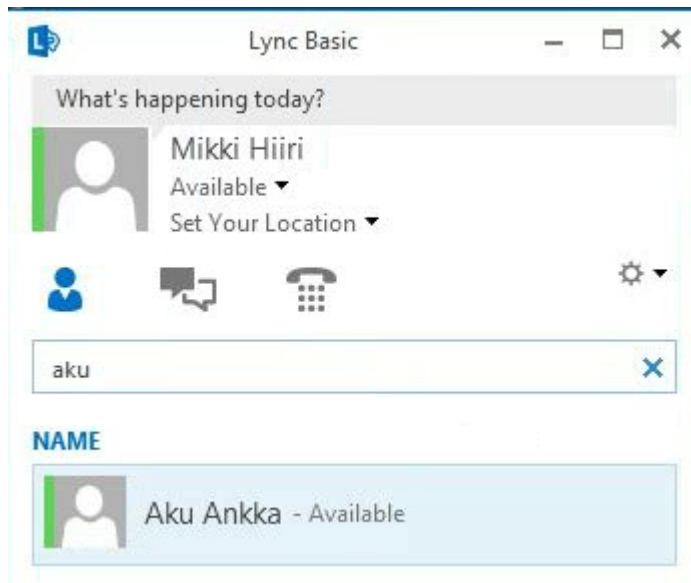 Lync Basic
What's happening today?
Mikki Hiiri
Available
Set Your Location
aku
NAME
Aku Ankka - Available